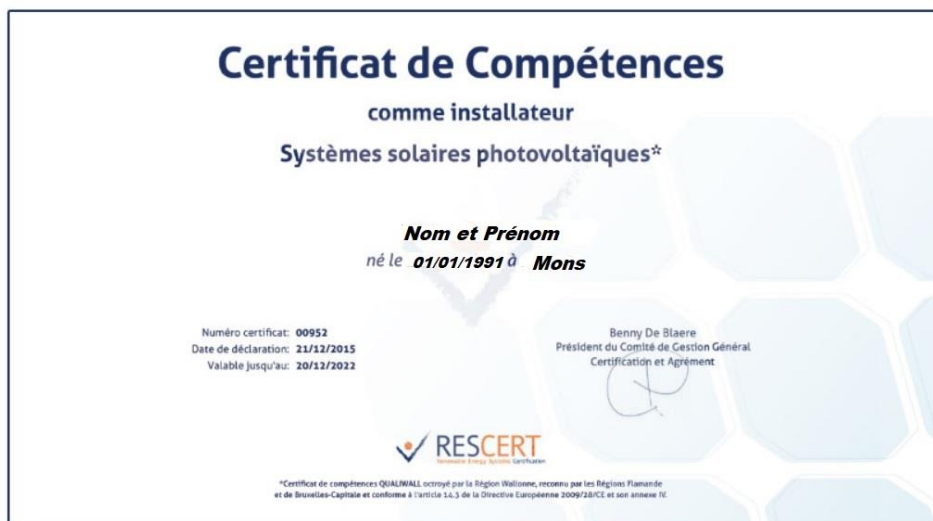 Certificat de Compétences
comme installateur
Systèmes solaires photovoltaïques*
Nom et Prénom
né le 01/01/1991 à Mons
Numéro certificat: 00952
Date de déclaration: 21/12/2015
Valable jusqu'au: 20/12/2022
Benny De Blaere
Président du Comité de Gestion Général
Certification et Agrément
RESCERT
Renewable Energy Systems Certification
*Certificat de compétences QUALIWALL octroyé par la Région Wallonne, reconnu par les Régions Flamande
et de Bruxelles-Capitale et conforme à l'article 14.3 de la Directive Européenne 2009/28/CE et son annexe IV.